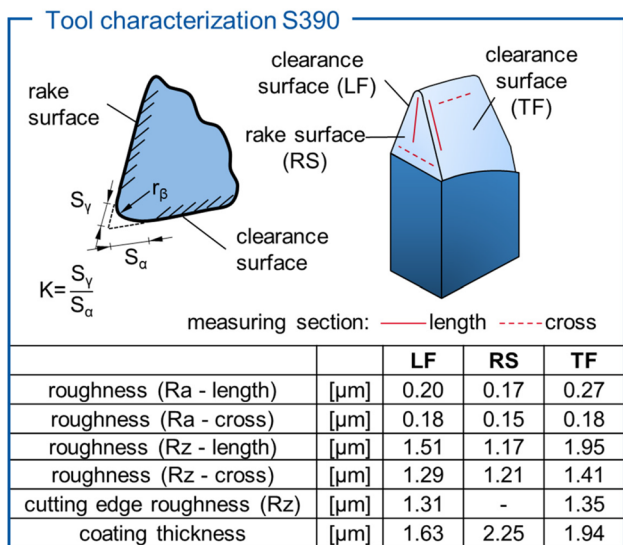 Tool characterization S390
rake
surface
clearance
surface (LF)
clearance
surface
(TF)
rake surface
(RS)
rβ
Sγ
Sα
clearance
surface
K=Sγ/Sα
measuring section: length cross
LF RS TF
roughness (Ra - length) [µm] 0.20 0.17 0.27
roughness (Ra - cross) [µm] 0.18 0.15 0.18
roughness (Rz - length) [µm] 1.51 1.17 1.95
roughness (Rz - cross) [µm] 1.29 1.21 1.41
cutting edge roughness (Rz) [µm] 1.31 - 1.35
coating thickness [µm] 1.63 2.25 1.94